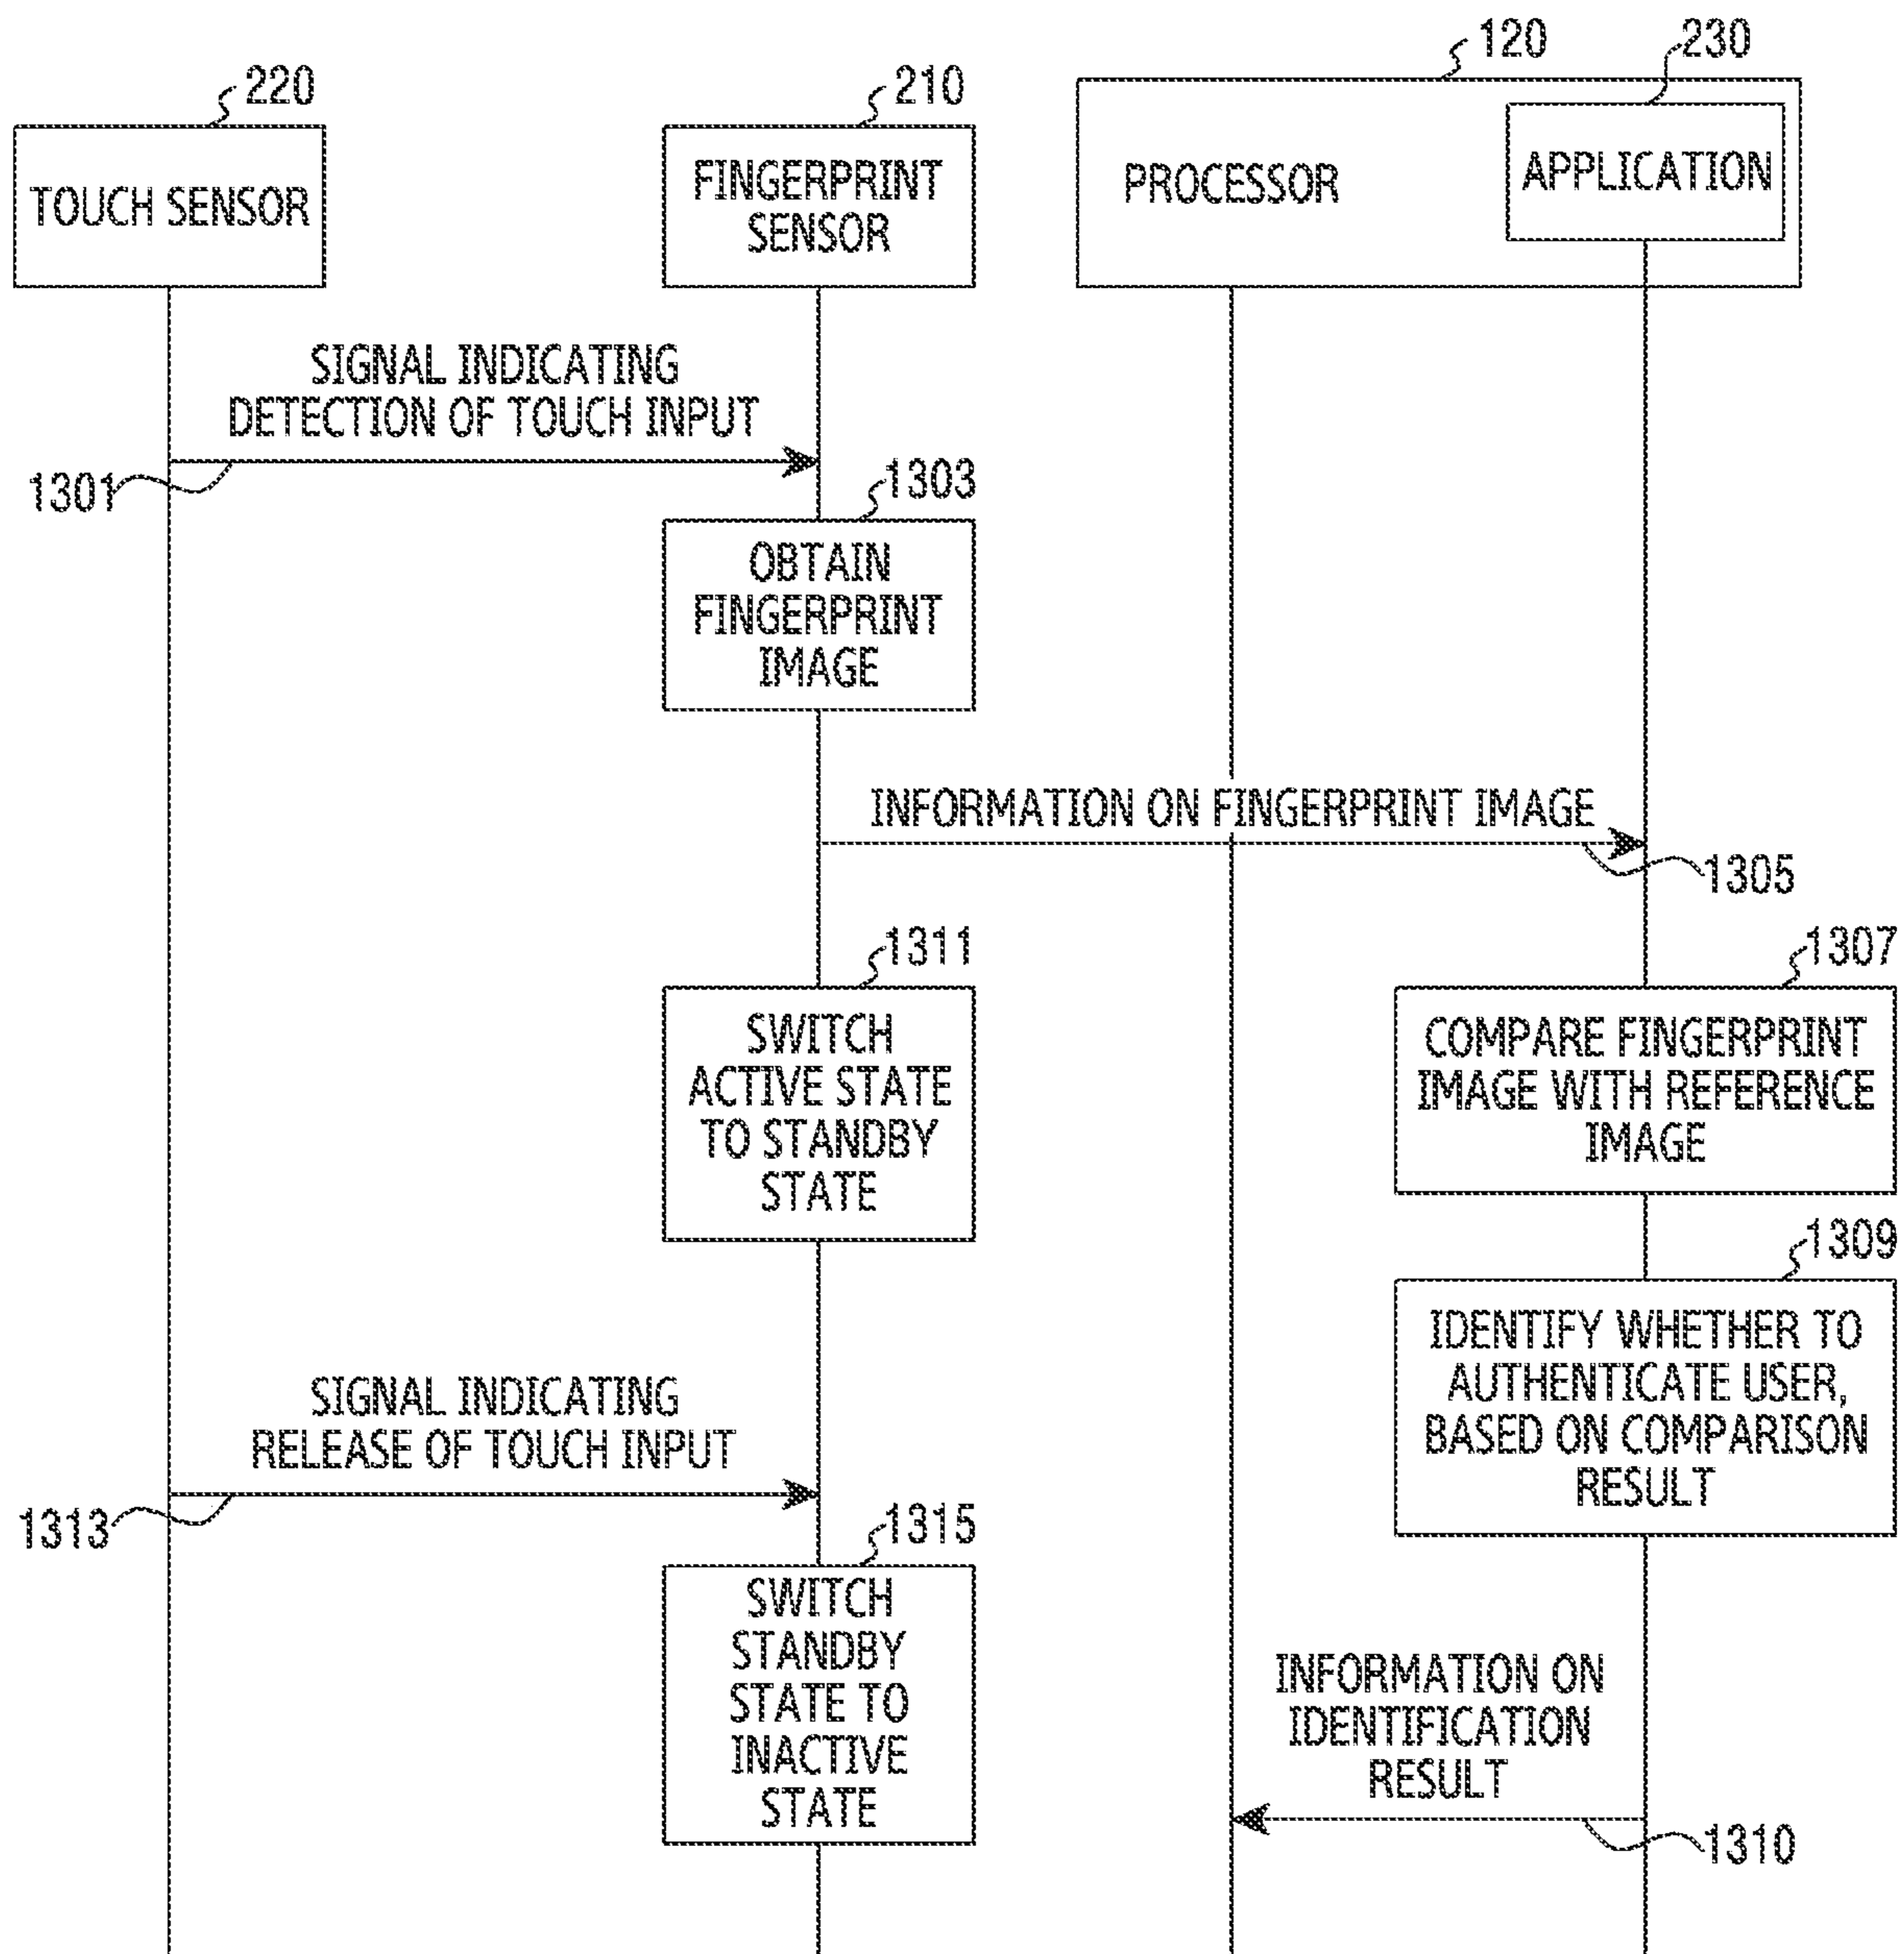 120
230
220
210
TOUCH SENSOR
FINGERPRINT
SENSOR
PROCESSOR
APPLICATION
SIGNAL INDICATING
DETECTION OF TOUCH INPUT
1301
1303
OBTAIN
FINGERPRINT
IMAGE
INFORMATION ON FINGERPRINT IMAGE
1305
1311
SWITCH
ACTIVE STATE
TO STANDBY
STATE
1307
COMPARE FINGERPRINT
IMAGE WITH REFERENCE
IMAGE
1309
IDENTIFY WHETHER TO
AUTHENTICATE USER,
BASED ON COMPARISON
RESULT
SIGNAL INDICATING
RELEASE OF TOUCH INPUT
1313
1315
SWITCH
STANDBY
STATE TO
INACTIVE
STATE
INFORMATION ON
IDENTIFICATION
RESULT
1310